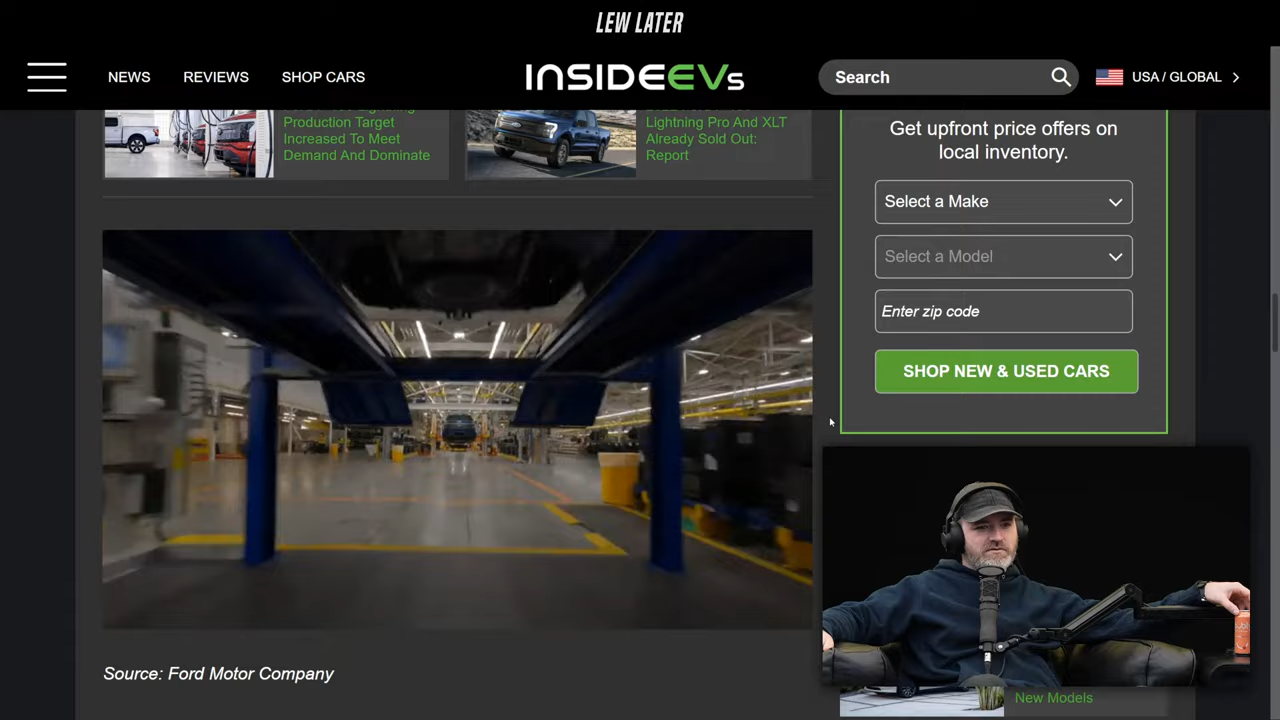 LEW LATER
NEWS
REVIEWS
SHOP CARS
INSIDEEVs
Search
USA / GLOBAL
Production Target
Increased To Meet
Demand And Dominate
Lightning Pro And XLT
Already Sold Out:
Report
Get upfront price offers on
local inventory.
Select a Make
Select a Model
Enter zip code
SHOP NEW & USED CARS
Source: Ford Motor Company
New Models